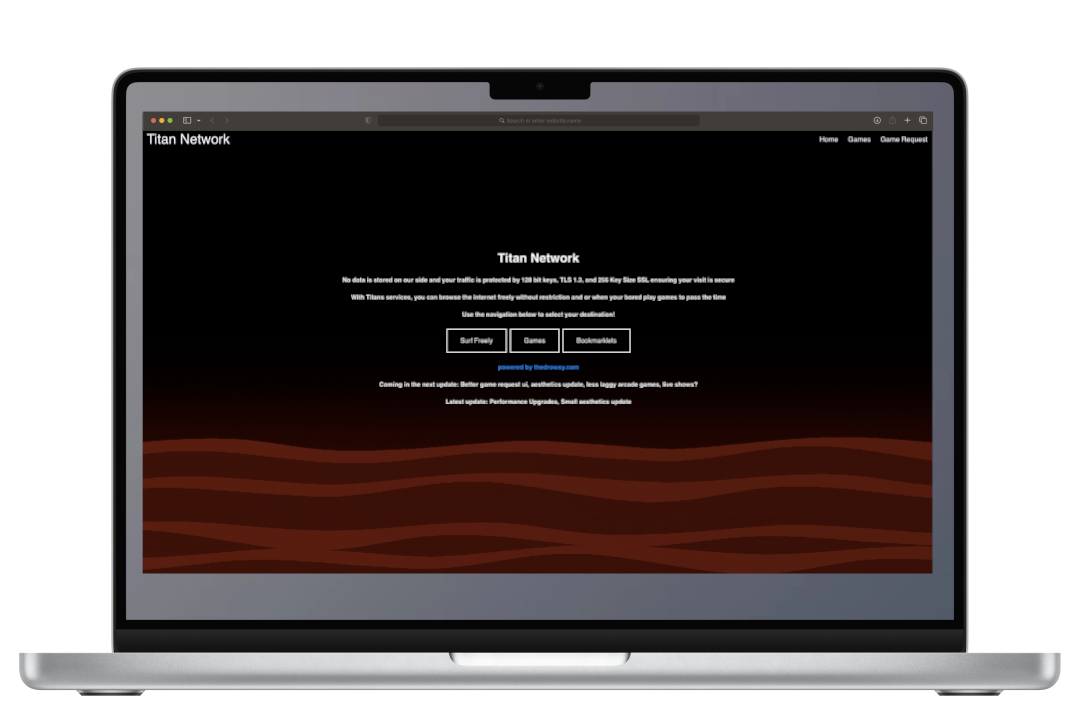 Search or enter website name
Titan Network
Home Games Game Request
Titan Network
No data is stored on our side and your traffic is protected by 128 bit keys, TLS 1.3, and 256 Key Size SSL ensuring your visit is secure
With Titans services, you can browse the internet freely without restriction and or when your bored play games to pass the time
Use the navigation below to select your destination!
Surf Freely Games Bookmarklets
powered by thedrowsy.com
Coming in the next update: Better game request ui, aesthetics update, less laggy arcade games, live shows?
Latest update: Performance Upgrades, Small aesthetics update